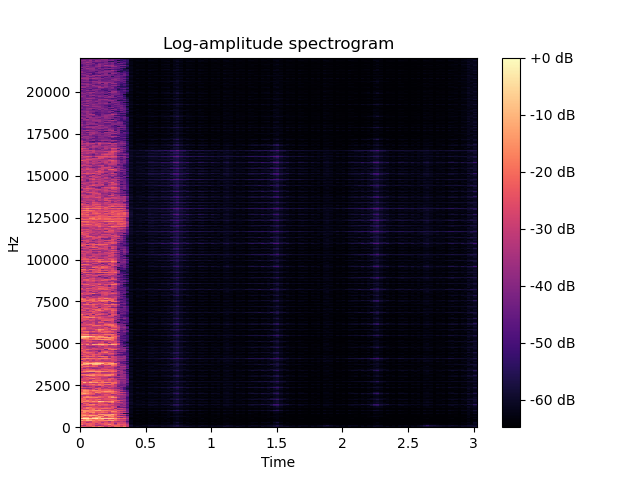 Log-amplitude spectrogram
Hz
20000
17500
15000
12500
10000
7500
5000
2500
0
0 0.5 1 1.5 2 2.5 3
Time
+0 dB
-10 dB
-20 dB
-30 dB
-40 dB
-50 dB
-60 dB